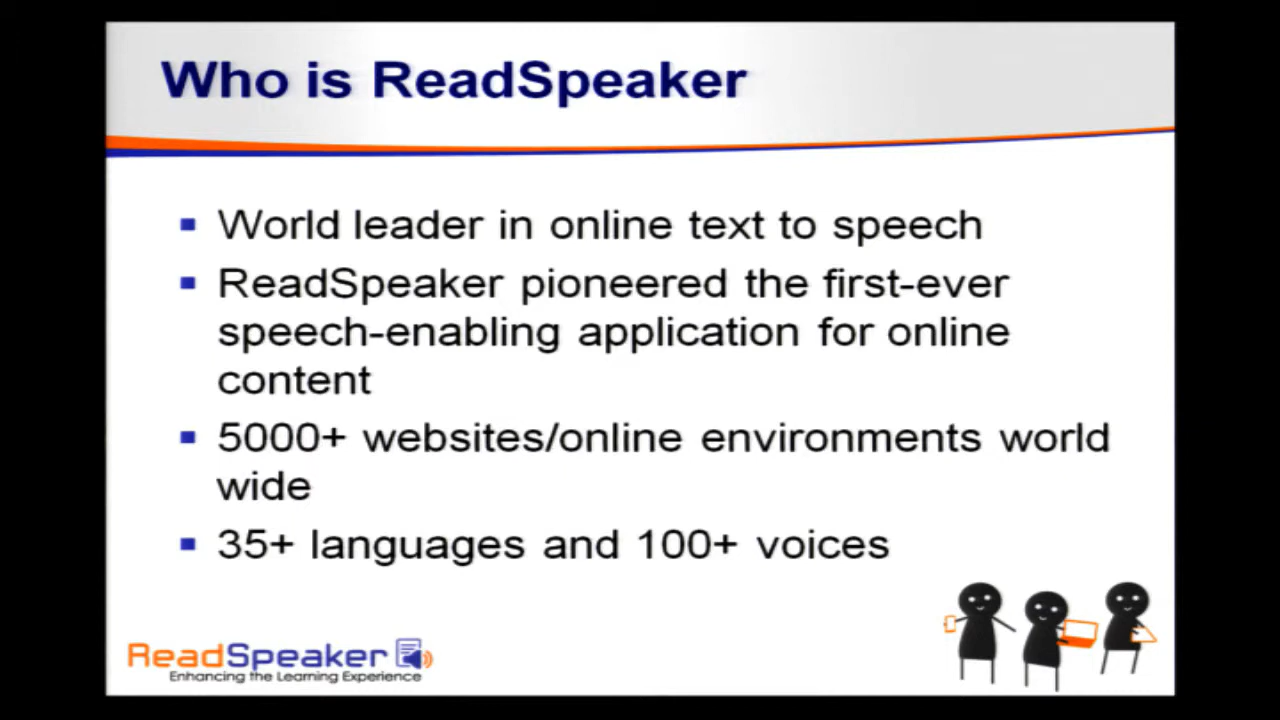 Who is ReadSpeaker
World leader in online text to speech
ReadSpeaker pioneered the first-ever
speech-enabling application for online
content
5000+ websites/online environments world
wide
35+ languages and 100+ voices
ReadSpeaker
Enhancing the Learning Experience